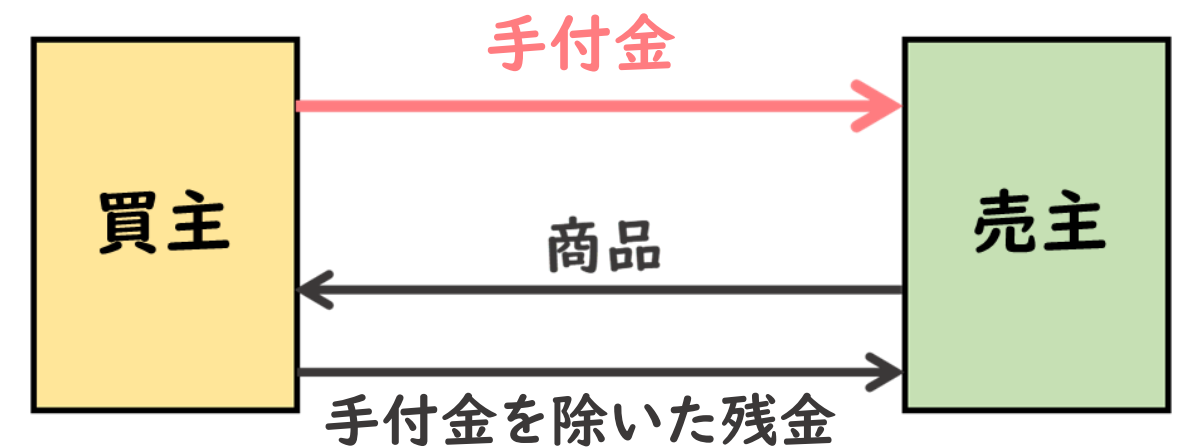 手付金
買主
売主
商品
手付金を除いた残金